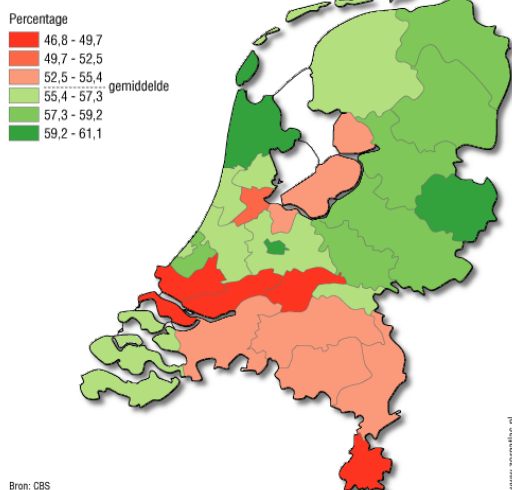 Percentage
46,8 - 49,7
49,7 - 52,5
52,5 - 55,4
gemiddelde
55,4 - 57,3
57,3 - 59,2
59,2 - 61,1
Bron: CBS